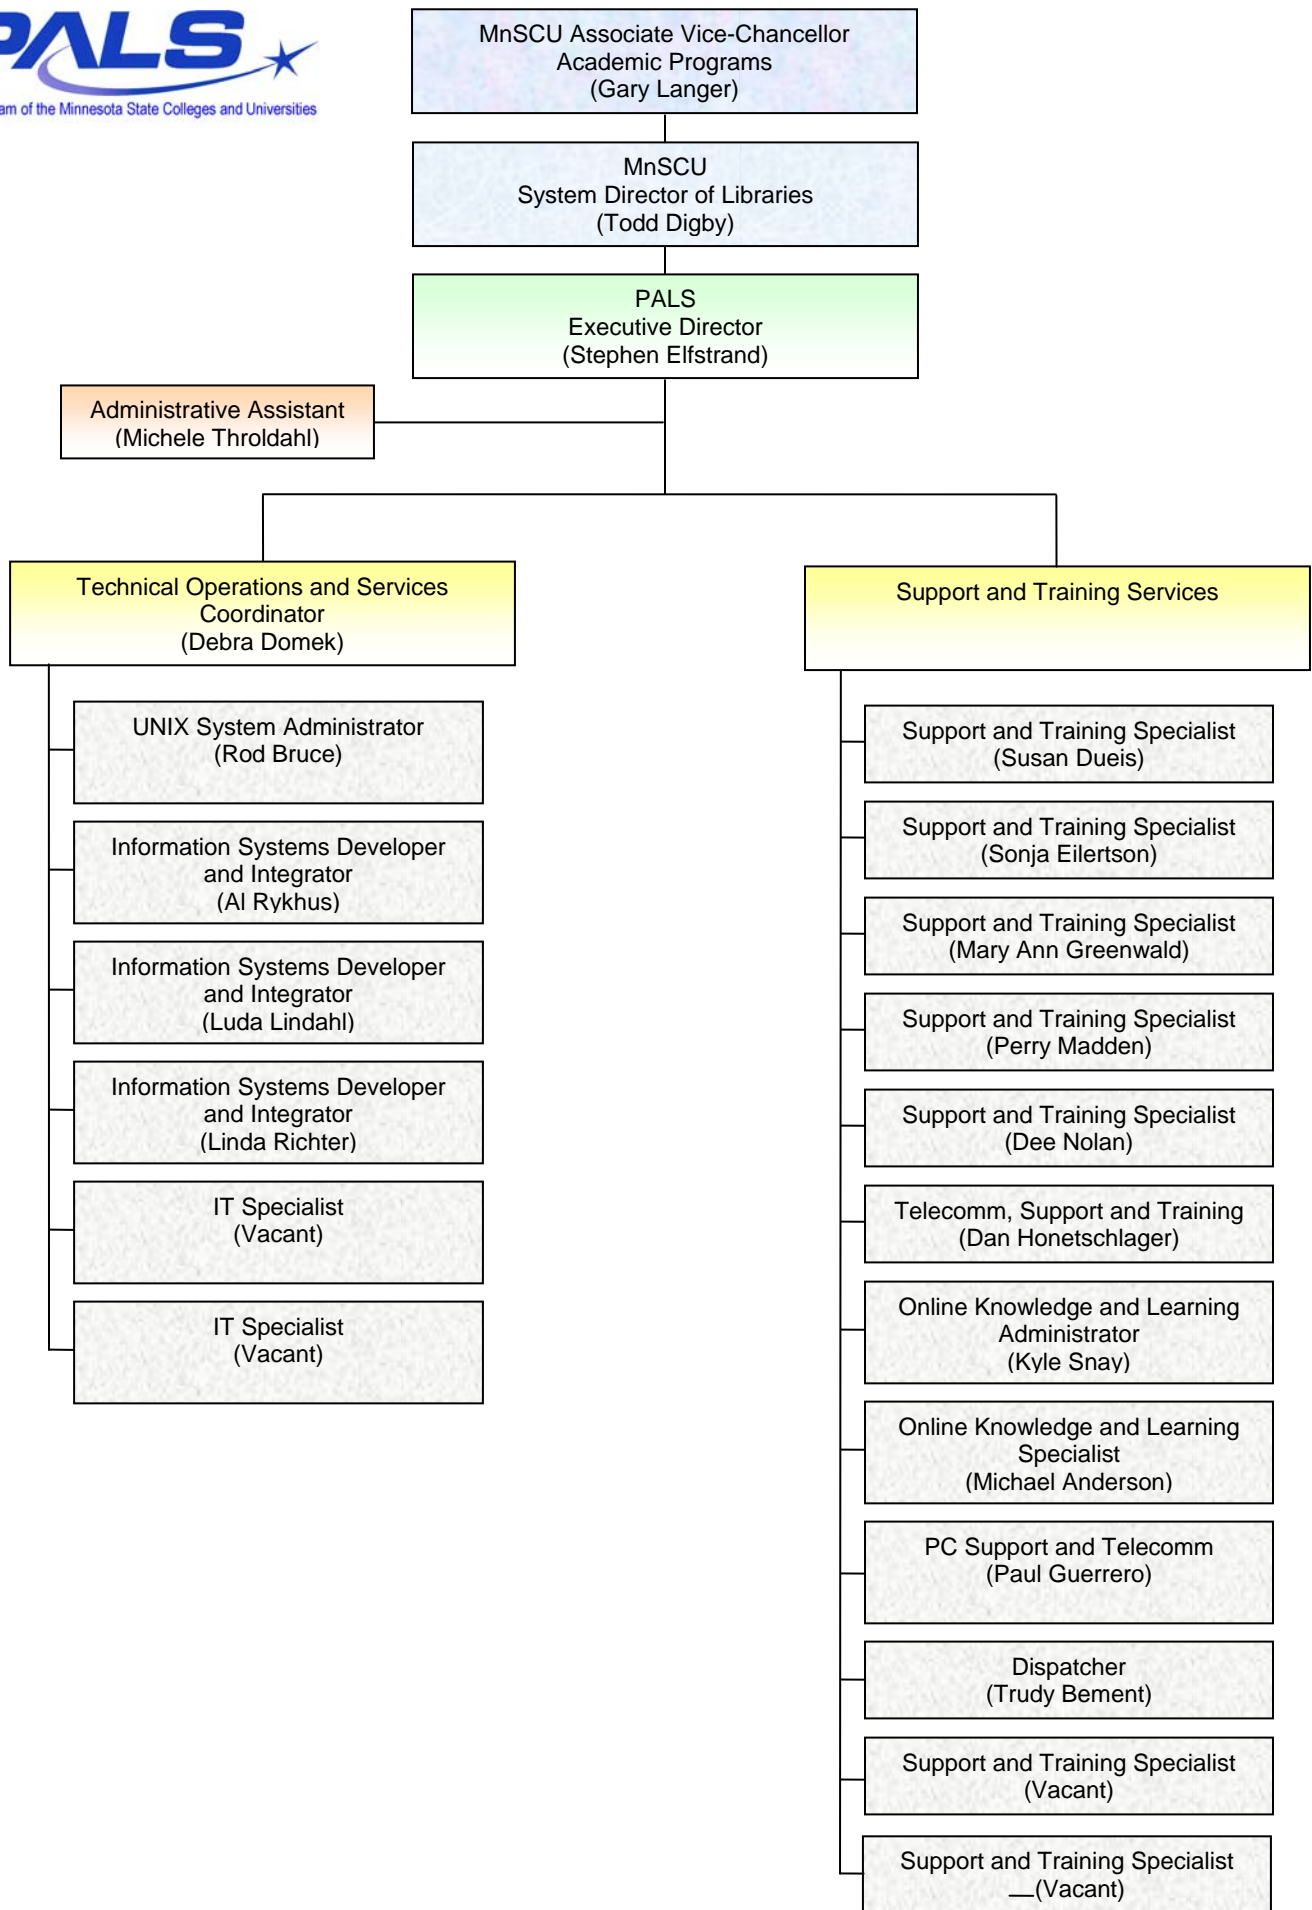 PALS
am of the Minnesota State Colleges and Universities
MnSCU Associate Vice-Chancellor
Academic Programs
(Gary Langer)
MnSCU
System Director of Libraries
(Todd Digby)
PALS
Executive Director
(Stephen Elfstrand)
Administrative Assistant
(Michele Throldahl)
Technical Operations and Services
Coordinator
(Debra Domek)
UNIX System Administrator
(Rod Bruce)
Information Systems Developer
and Integrator
(Al Rykhus)
Information Systems Developer
and Integrator
(Luda Lindahl)
Information Systems Developer
and Integrator
(Linda Richter)
IT Specialist
(Vacant)
IT Specialist
(Vacant)
Support and Training Services
Support and Training Specialist
(Susan Dueis)
Support and Training Specialist
(Sonja Eilertson)
Support and Training Specialist
(Mary Ann Greenwald)
Support and Training Specialist
(Perry Madden)
Support and Training Specialist
(Dee Nolan)
Telecomm, Support and Training
(Dan Honetschlager)
Online Knowledge and Learning
Administrator
(Kyle Snay)
Online Knowledge and Learning
Specialist
(Michael Anderson)
PC Support and Telecomm
(Paul Guerrero)
Dispatcher
(Trudy Bement)
Support and Training Specialist
(Vacant)
Support and Training Specialist
(Vacant)